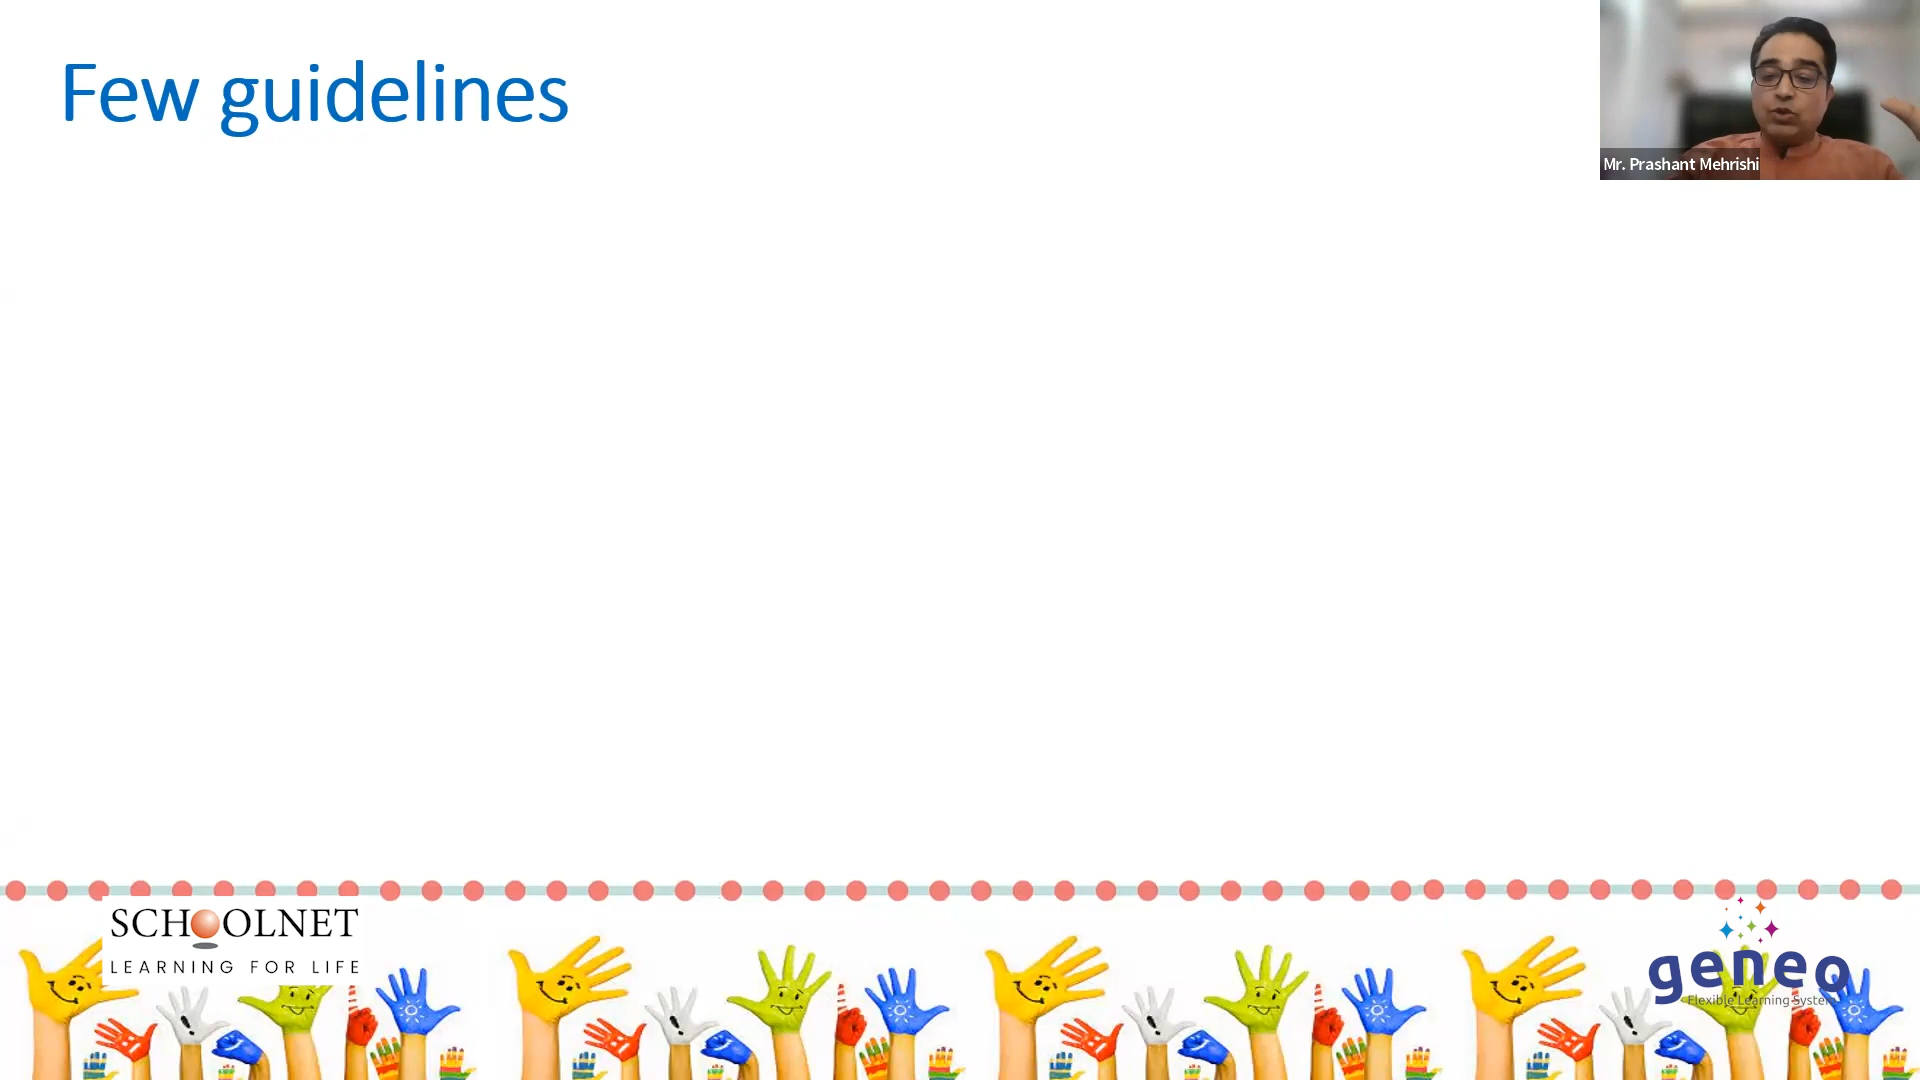 Few guidelines
Mr. Prashant Mehrishi
SCHOOLNET
LEARNING FOR LIFE
geneo
Flexible Learning System